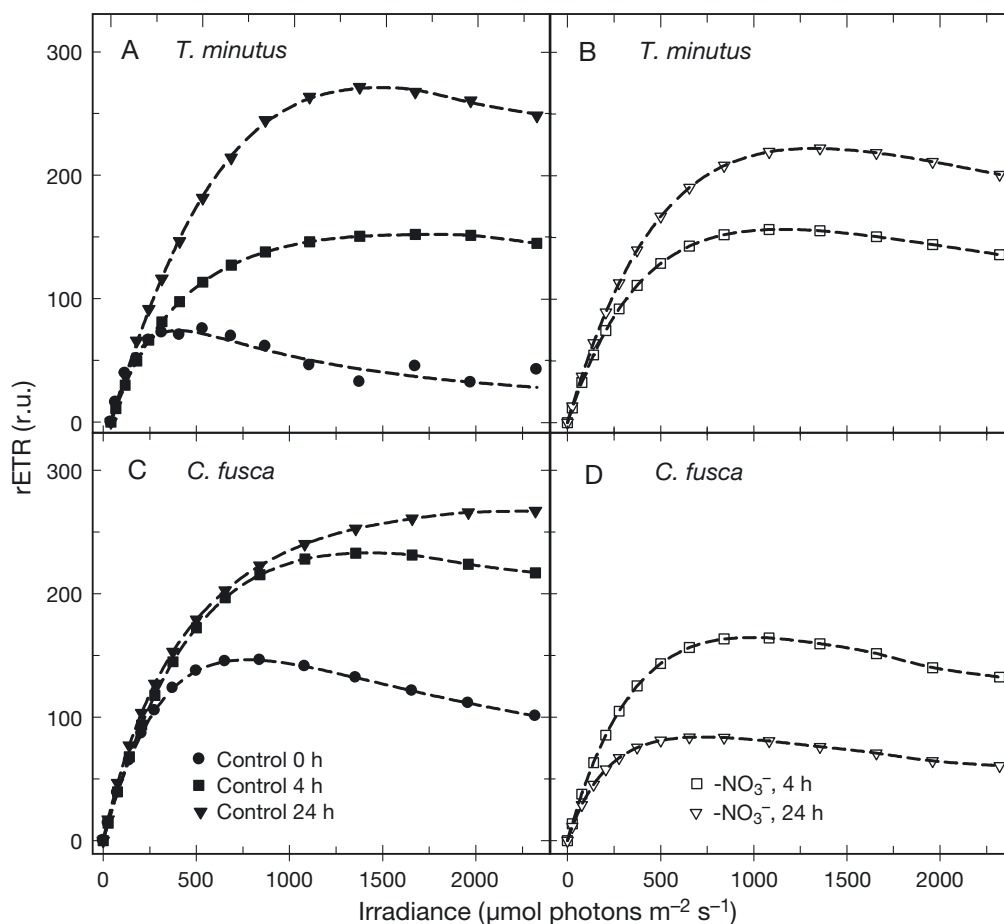 A T. minutus
B T. minutus
300
200
100
0
rETR (r.u.)
C C. fusca
D C. fusca
300
200
100
0
Control 0 h
Control 4 h
Control 24 h
-NO₃⁻, 4 h
-NO₃⁻, 24 h
0 500 1000 1500 2000
0 500 1000 1500 2000
Irradiance (µmol photons m⁻² s⁻¹)